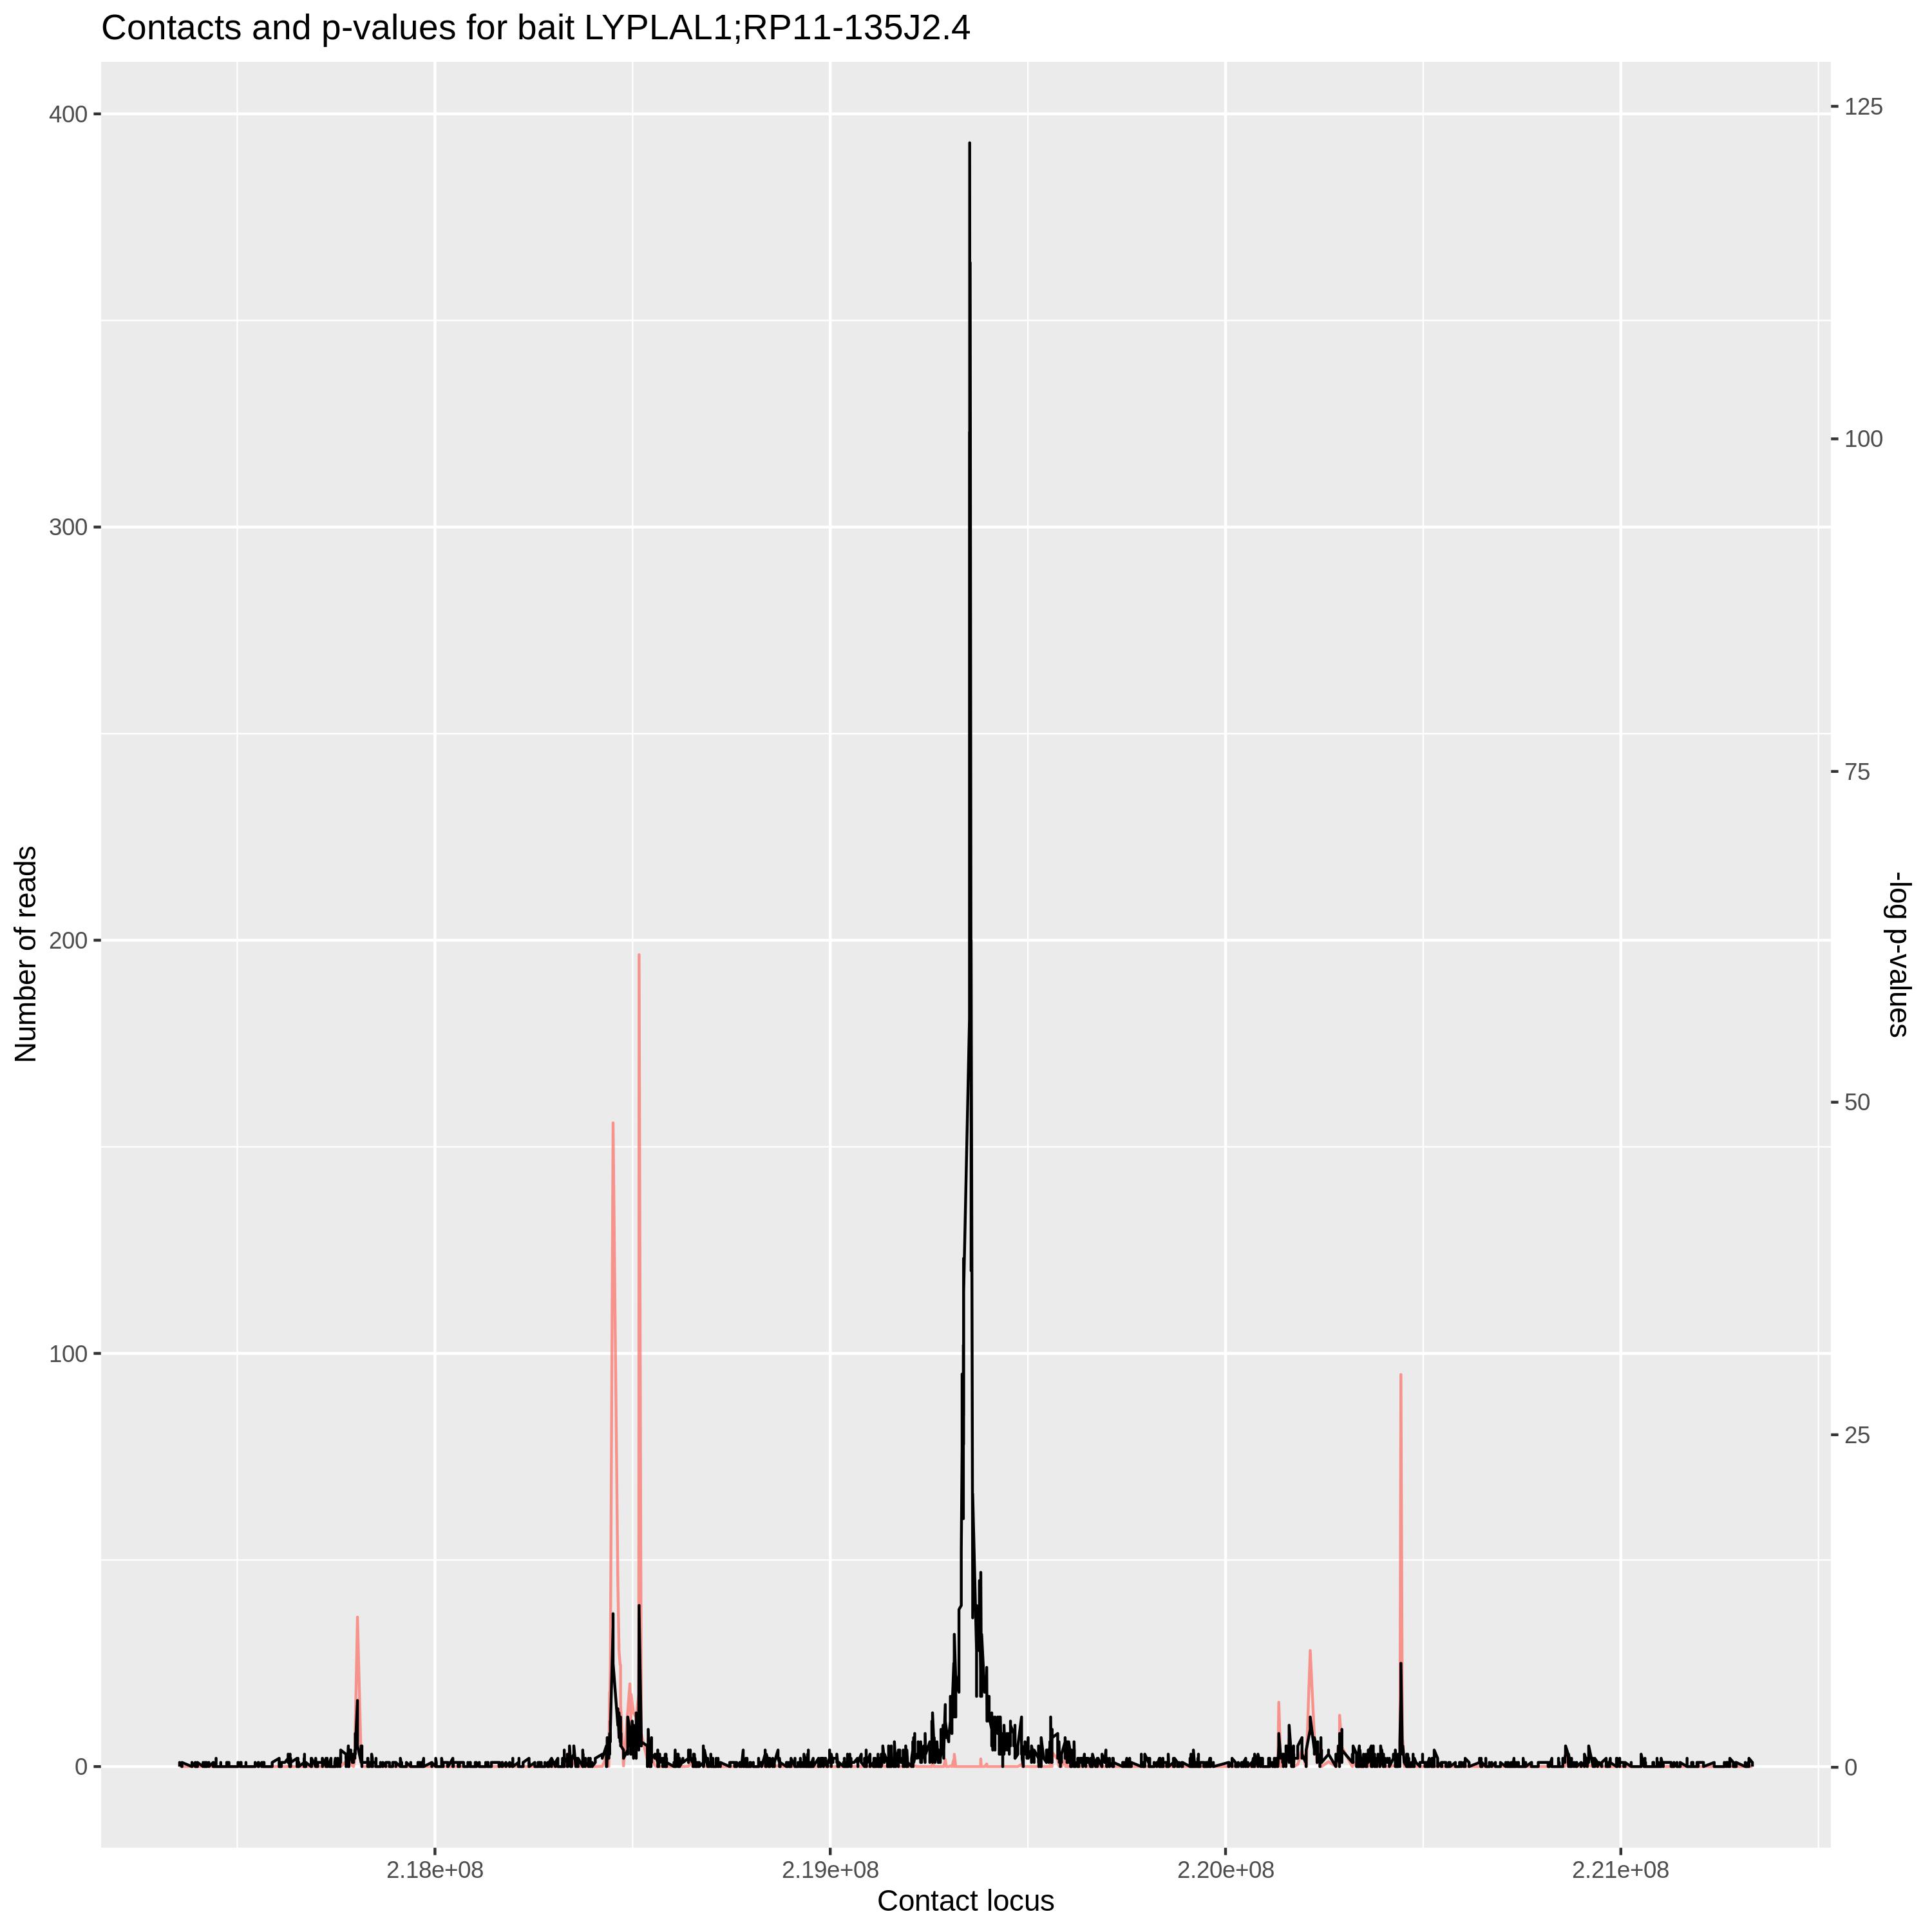 Contacts and p-values for bait LYPLAL1;RP11-135J2.4
400
300
200
100
0
Number of reads
125
100
75
50
25
0
-log p-values
2.18e+08
2.19e+08
2.20e+08
2.21e+08
Contact locus